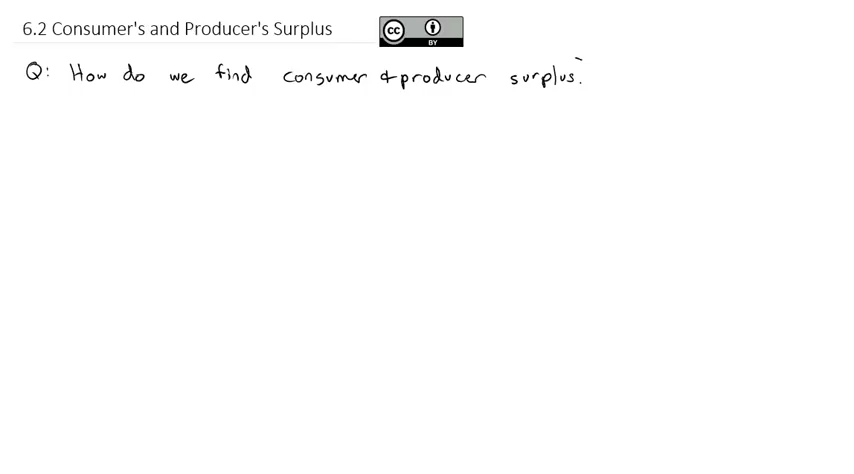 6.2 Consumer's and Producer's Surplus
cc
BY
Q: How do we find consumer + producer surplus?